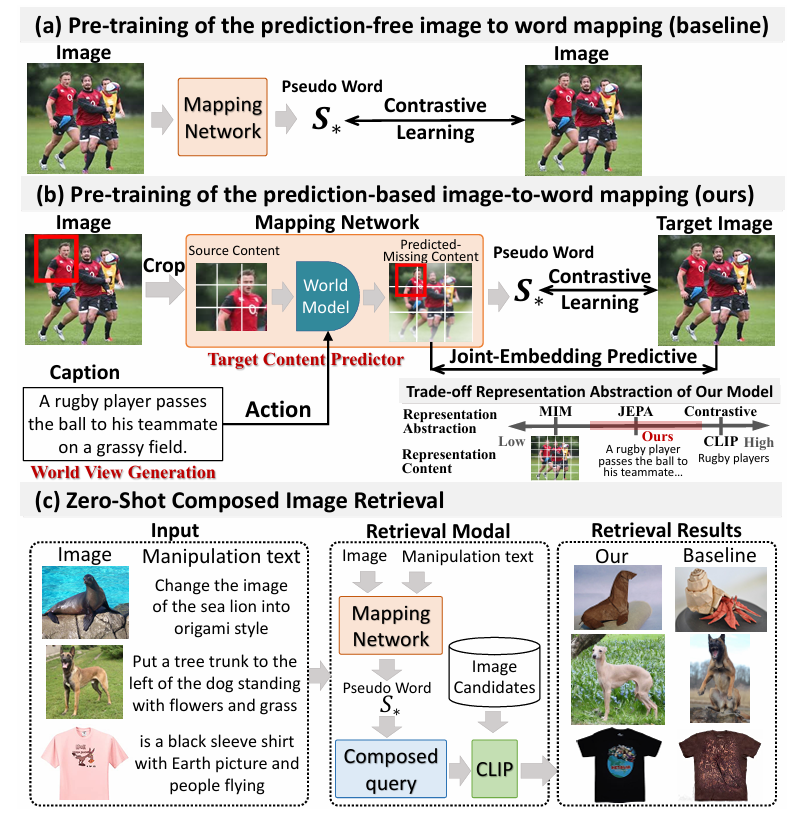 (a) Pre-training of the prediction-free image to word mapping (baseline)
Image
Image
Mapping
Network
Pseudo Word
S*
Contrastive
Learning
(b) Pre-training of the prediction-based image-to-word mapping (ours)
Image
Mapping Network
Target Image
Crop
Source Content
World
Model
Predicted-
Missing Content
Pseudo Word
S*
Contrastive
Learning
Target Content Predictor
Joint-Embedding Predictive
Caption
A rugby player passes
the ball to his teammate
on a grassy field.
Action
World View Generation
Trade-off Representation Abstraction of Our Model
Representation
Abstraction
MIM
JEPA
Contrastive
Low
Ours
CLIP
High
Representation
Content
A rugby player
passes the ball to
his teammate...
Rugby players
(c) Zero-Shot Composed Image Retrieval
Input
Retrieval Modal
Retrieval Results
Image
Manipulation text
Change the image
of the sea lion into
origami style
Put a tree trunk to the
left of the dog standing
with flowers and grass
is a black sleeve shirt
with Earth picture and
people flying
Image
Manipulation text
Mapping
Network
Pseudo Word
S*
Image
Candidates
Composed
query
CLIP
Our
Baseline